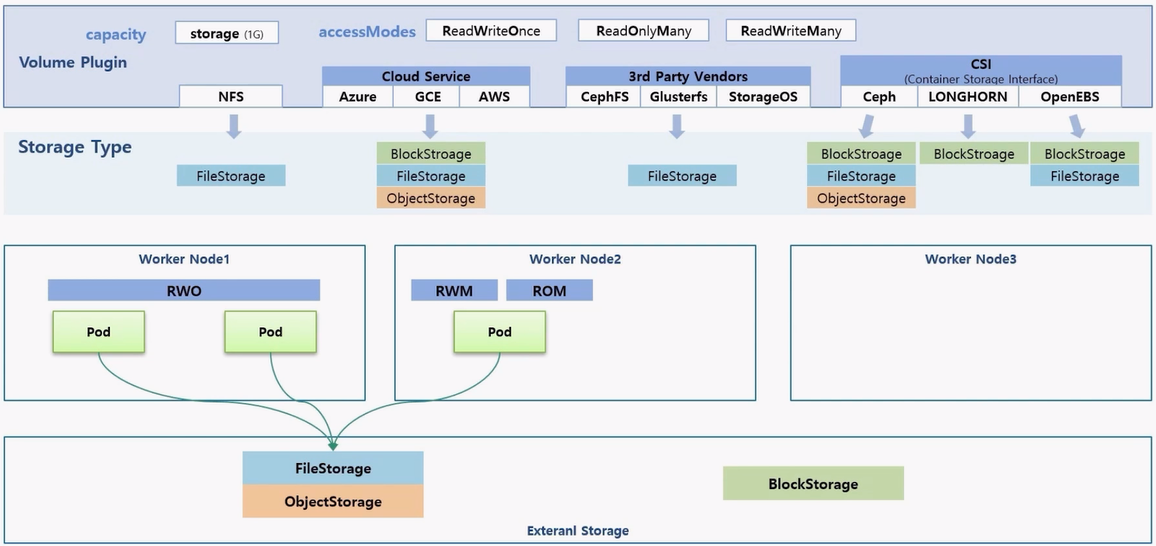 capacity
storage (1G)
accessModes
ReadWriteOnce
ReadOnlyMany
ReadWriteMany
Volume Plugin
NFS
Cloud Service
Azure
GCE
AWS
3rd Party Vendors
CephFS
Glusterfs
StorageOS
CSI
(Container Storage Interface)
Ceph
LONGHORN
OpenEBS
Storage Type
FileStorage
BlockStroage
FileStorage
ObjectStorage
FileStorage
BlockStroage
FileStorage
ObjectStorage
BlockStroage
BlockStroage
FileStorage
Worker Node1
RWO
Pod
Pod
Worker Node2
RWM
ROM
Pod
Worker Node3
FileStorage
ObjectStorage
BlockStorage
Exteranl Storage